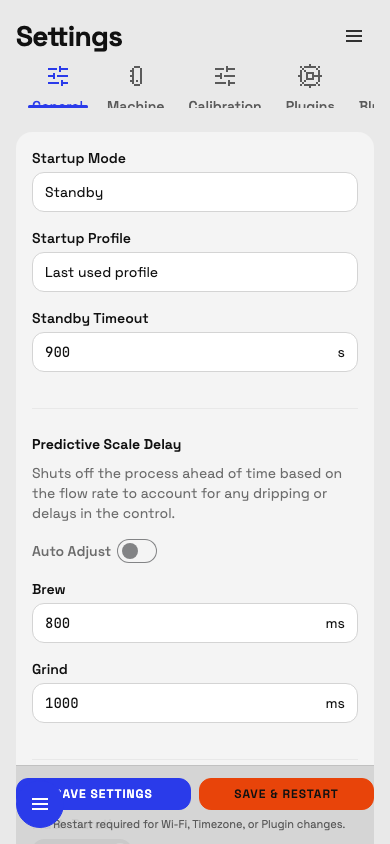 Settings
General Machine Calibration Plugins
Startup Mode
Standby
Startup Profile
Last used profile
Standby Timeout
900 s
Predictive Scale Delay
Shuts off the process ahead of time based on
the flow rate to account for any dripping or
delays in the control.
Auto Adjust
Brew
800 ms
Grind
1000 ms
AVE SETTINGS SAVE & RESTART
Restart required for Wi-Fi, Timezone, or Plugin changes.